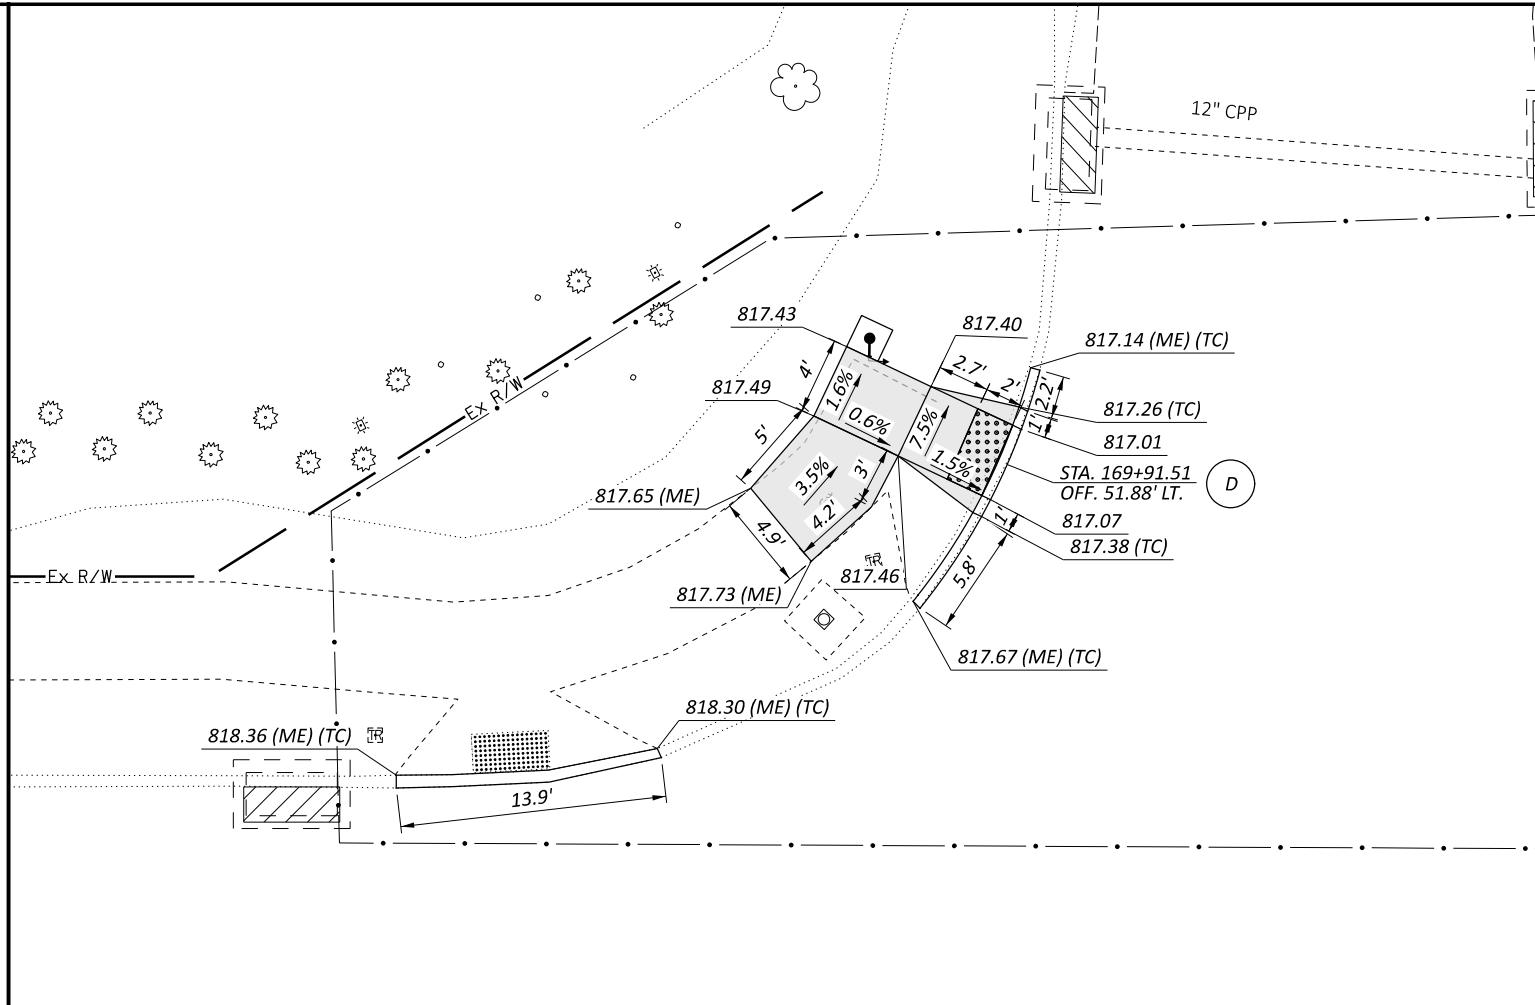 12" CPP
817.43
817.40
817.14 (ME) (TC)
2.7'
2'
2.2'
4'
1.6%
817.49
Ex R/W
0.6%
7.5%
817.26 (TC)
1'
817.01
5'
3.5%
3'
1.5%
STA. 169+91.51
OFF. 51.88' LT.
D
817.65 (ME)
4.2'
4.9'
1'
817.07
817.38 (TC)
TR
817.46
5.8'
Ex R/W
817.73 (ME)
817.67 (ME) (TC)
818.30 (ME) (TC)
818.36 (ME) (TC)
TR
13.9'